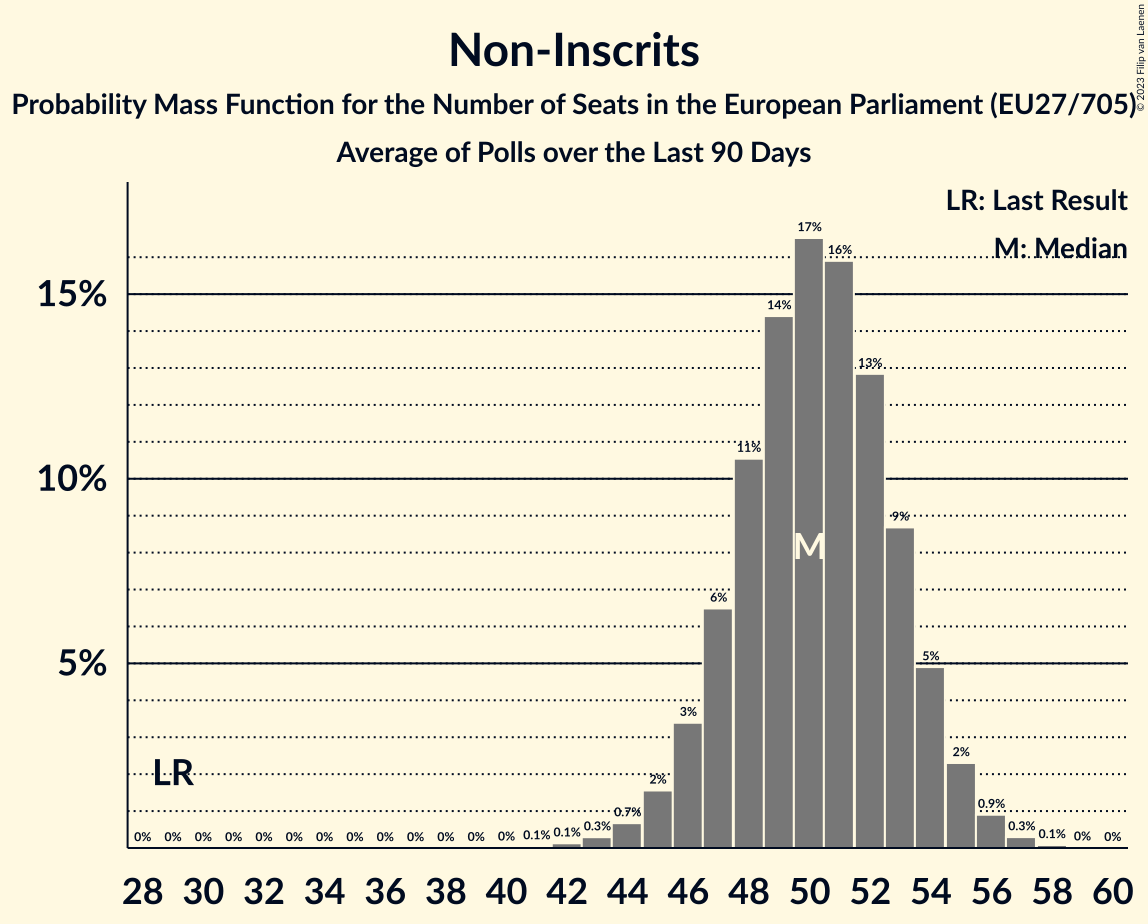 © 2023 Filip van Laenen
Non-Inscrits
Probability Mass Function for the Number of Seats in the European Parliament (EU27/705)
Average of Polls over the Last 90 Days
LR: Last Result
M: Median
15%
10%
5%
17%
16%
14%
13%
11%
9%
M
6%
5%
3%
2%
LR
2%
0.9%
0.7%
0% 0% 0% 0% 0% 0% 0% 0% 0% 0% 0% 0% 0% 0.1% 0.1% 0.3% 0.3% 0.1% 0% 0%
28 30 32 34 36 38 40 42 44 46 48 50 52 54 56 58 60